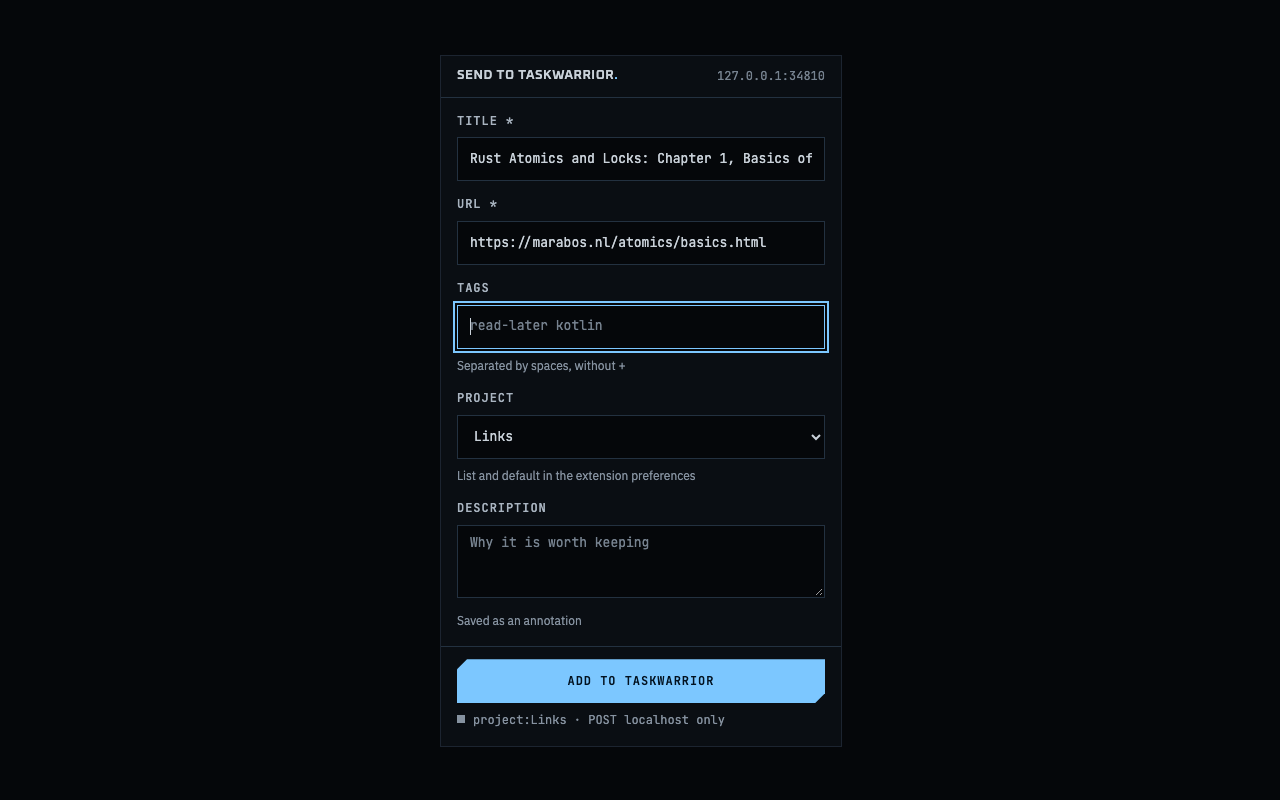 SEND TO TASKWARRIOR.
127.0.0.1:34810
TITLE *
Rust Atomics and Locks: Chapter 1, Basics of
URL *
https://marabos.nl/atomics/basics.html
TAGS
read-later kotlin
Separated by spaces, without +
PROJECT
Links
List and default in the extension preferences
DESCRIPTION
Why it is worth keeping
Saved as an annotation
ADD TO TASKWARRIOR
project:Links · POST localhost only